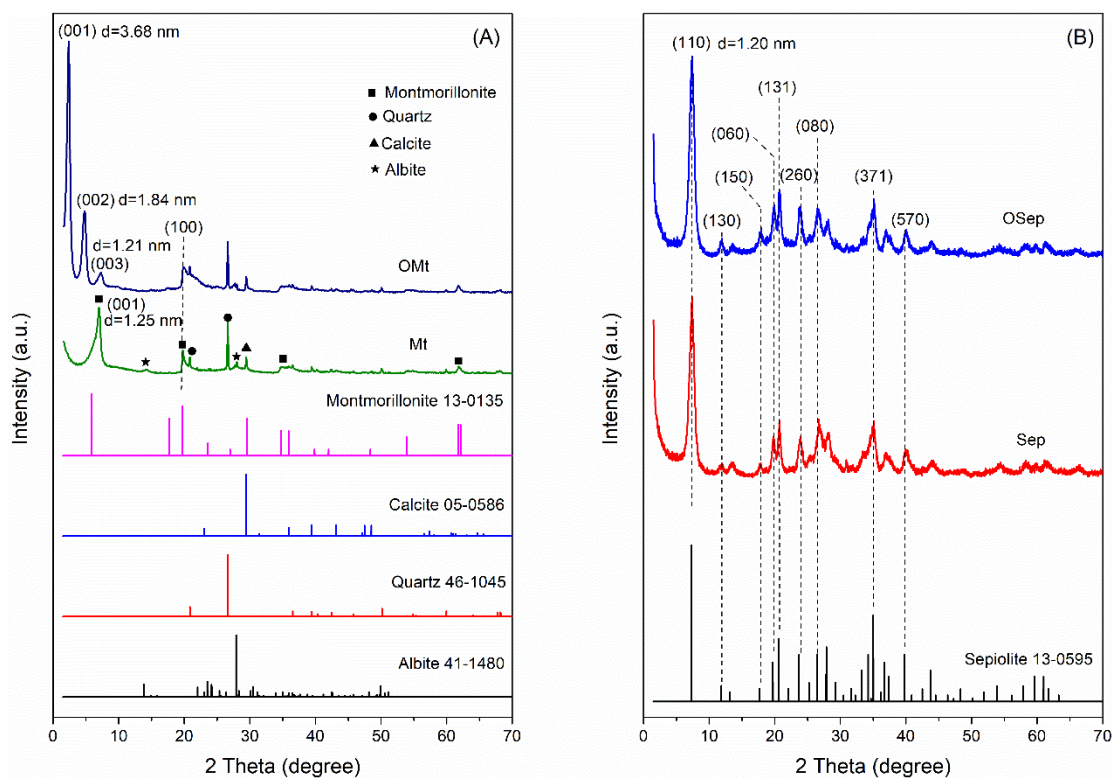 (A)
(001) d=3.68 nm
Montmorillonite
Quartz
Calcite
Albite
(002) d=1.84 nm
d=1.21 nm
(003)
(100)
OMt
(001)
d=1.25 nm
Mt
Montmorillonite 13-0135
Calcite 05-0586
Quartz 46-1045
Albite 41-1480
Intensity (a.u.)
0 10 20 30 40 50 60 70
2 Theta (degree)
(B)
(110) d=1.20 nm
(131)
(060)
(080)
(150)
(260)
(371)
(130)
(570)
OSep
Sep
Sepiolite 13-0595
Intensity (a.u.)
0 10 20 30 40 50 60 70
2 Theta (degree)